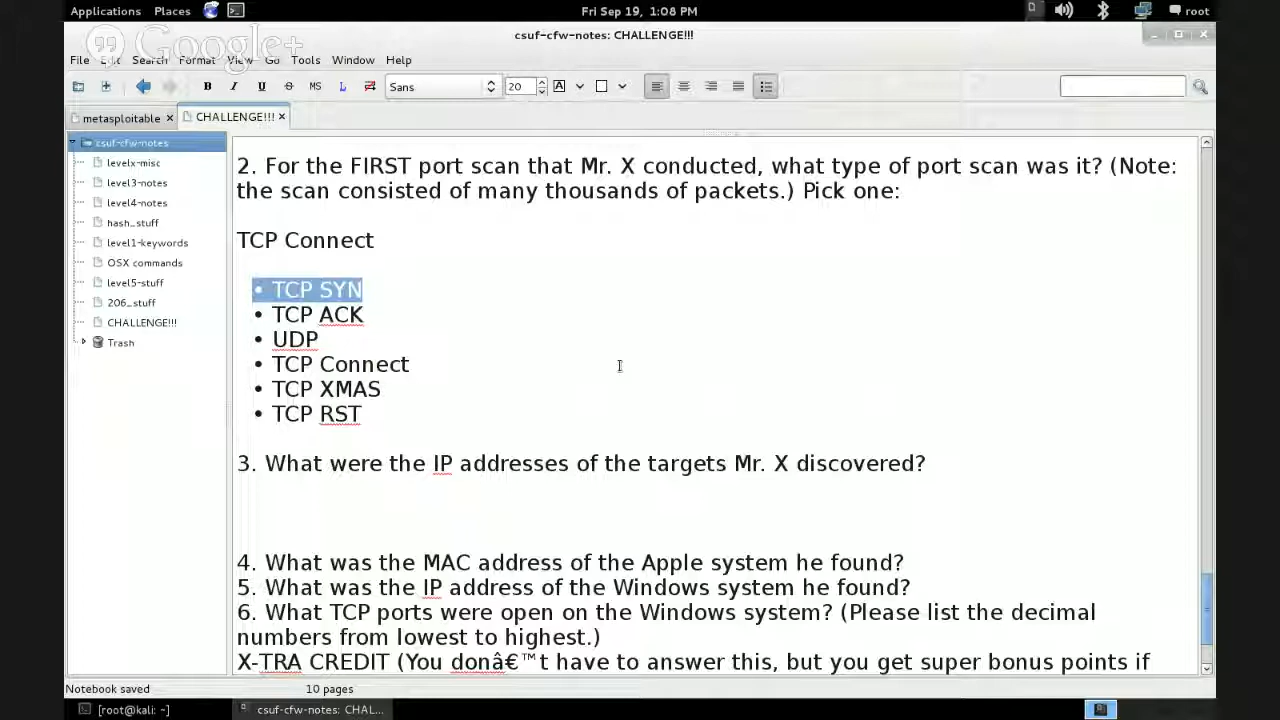 Applications Places Fri Sep 19, 1:08 PM root
csuf-cfw-notes: CHALLENGE!!!
Google+
File Edit Search Format View Go Tools Window Help
B I U S MS L Sans 20 A
metasploitable × CHALLENGE!!! ×
csuf-cfw-notes
levelx-misc
level3-notes
level4-notes
hash_stuff
level1-keywords
OSX commands
level5-stuff
206_stuff
CHALLENGE!!!
Trash
2. For the FIRST port scan that Mr. X conducted, what type of port scan was it? (Note:
the scan consisted of many thousands of packets.) Pick one:
TCP Connect
• TCP SYN
• TCP ACK
• UDP
• TCP Connect
• TCP XMAS
• TCP RST
3. What were the IP addresses of the targets Mr. X discovered?
4. What was the MAC address of the Apple system he found?
5. What was the IP address of the Windows system he found?
6. What TCP ports were open on the Windows system? (Please list the decimal
numbers from lowest to highest.)
X-TRA CREDIT (You donâ€™t have to answer this, but you get super bonus points if
Notebook saved 10 pages
[root@kali: ~] csuf-cfw-notes: CHAL...